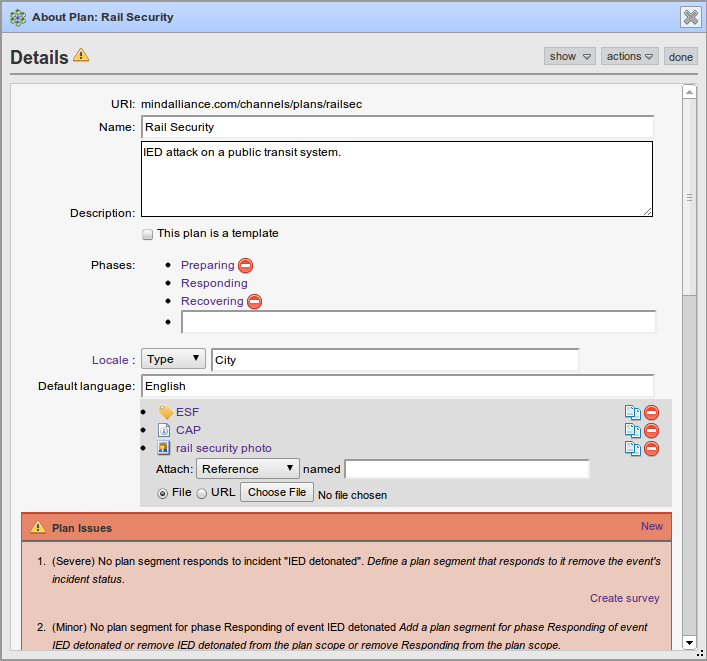 About Plan: Rail Security
Details
show
actions
done
URI: mindalliance.com/channels/plans/railsec
Name: Rail Security
IED attack on a public transit system.
Description:
This plan is a template
Phases:
Preparing
Responding
Recovering
Locale : Type City
Default language: English
ESF
CAP
rail security photo
Attach: Reference named
File URL Choose File No file chosen
Plan Issues New
1. (Severe) No plan segment responds to incident "IED detonated". Define a plan segment that responds to it remove the event's
incident status.
Create survey
2. (Minor) No plan segment for phase Responding of event IED detonated Add a plan segment for phase Responding of event
IED detonated or remove IED detonated from the plan scope or remove Responding from the plan scope.